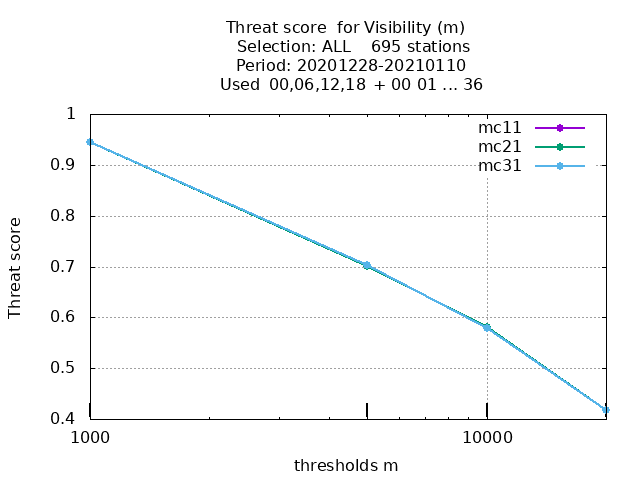 Threat score for Visibility (m)
Selection: ALL 695 stations
Period: 20201228-20210110
Used 00,06,12,18 + 00 01 ... 36
mc11
mc21
mc31
1
0.9
0.8
0.7
0.6
0.5
0.4
Threat score
1000
10000
thresholds m